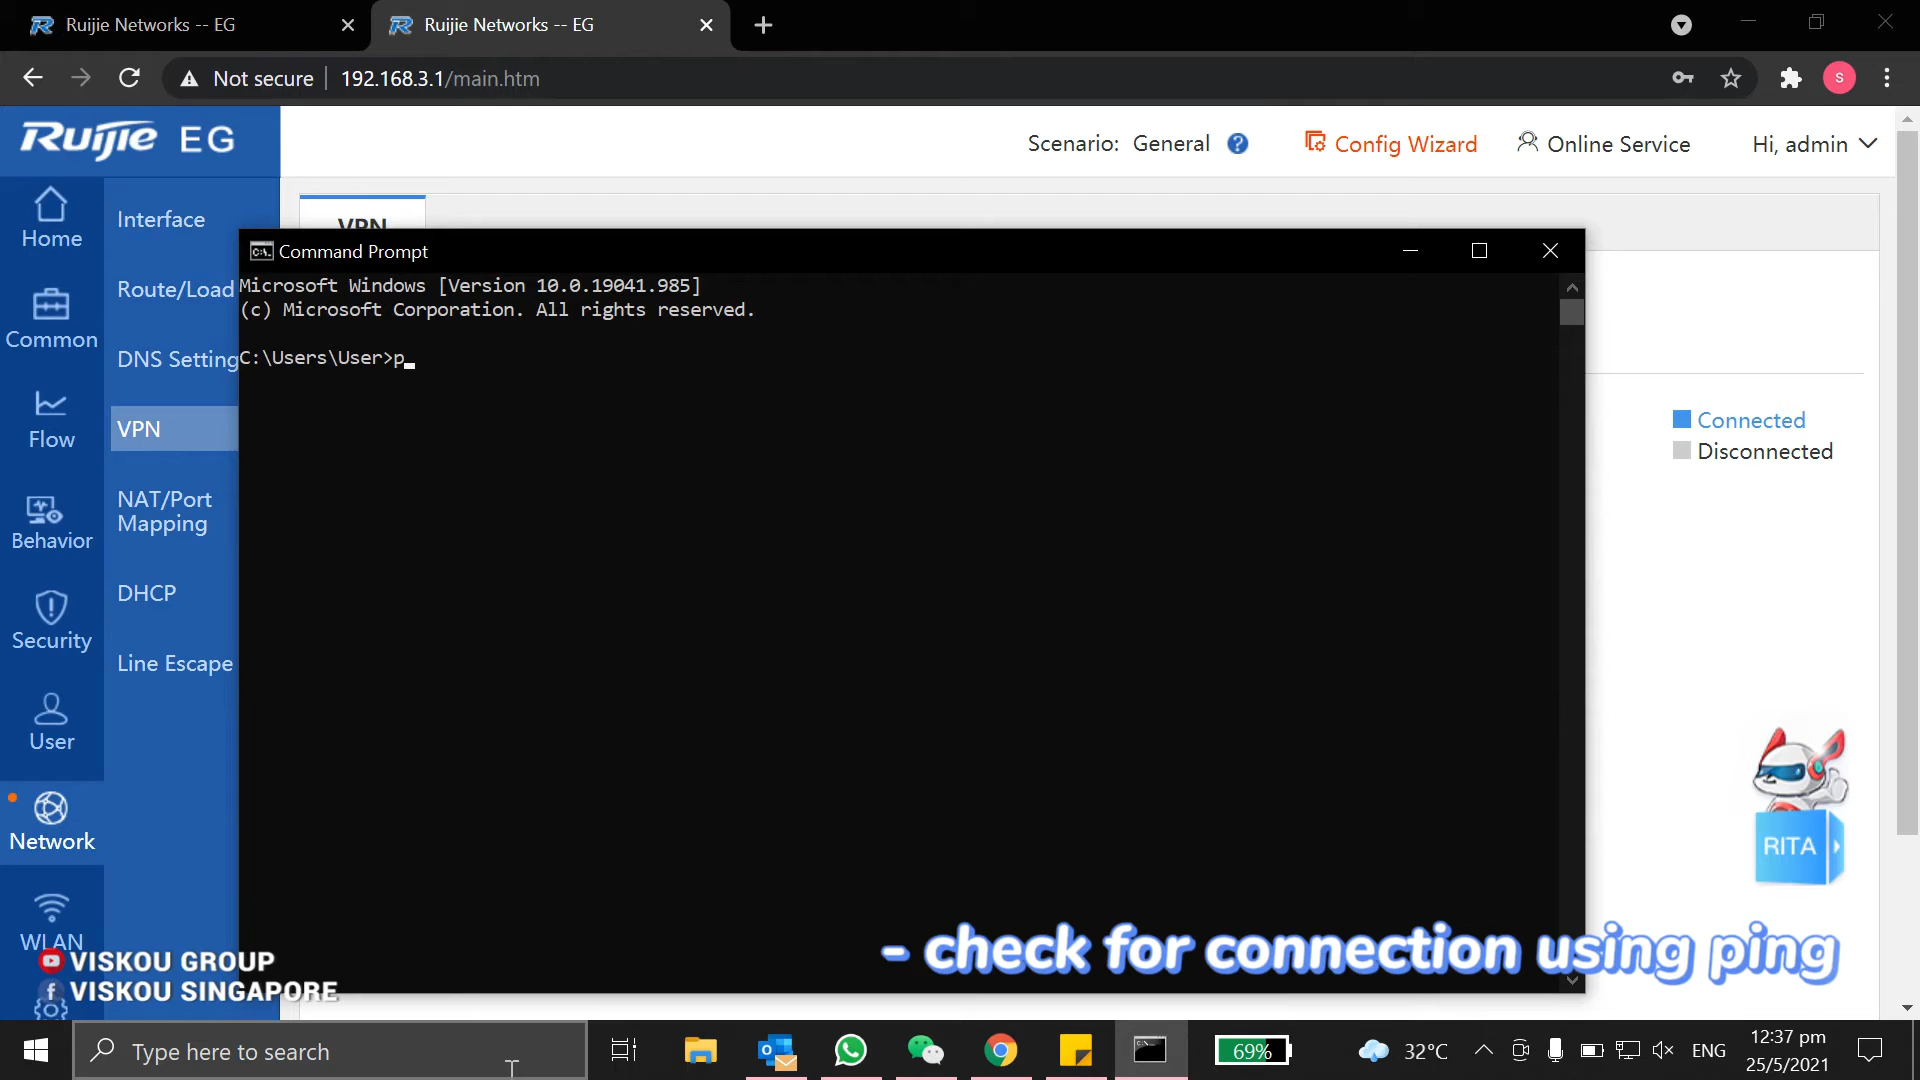 Ruijie Networks -- EG
Ruijie Networks -- EG
Not secure
192.168.3.1/main.htm
S
Ruijie EG
Scenario: General ?
Config Wizard
Online Service
Hi, admin
Home
Common
Flow
Behavior
Security
User
Network
WLAN
Interface
Route/Load
DNS Setting
VPN
NAT/Port
Mapping
DHCP
Line Escape
VPN
Command Prompt
Microsoft Windows [Version 10.0.19041.985]
(c) Microsoft Corporation. All rights reserved.
C:\Users\User>p_
Connected
Disconnected
RITA
- check for connection using ping
VISKOU GROUP
VISKOU SINGAPORE
Type here to search
69%
32°C
ENG
12:37 pm
25/5/2021